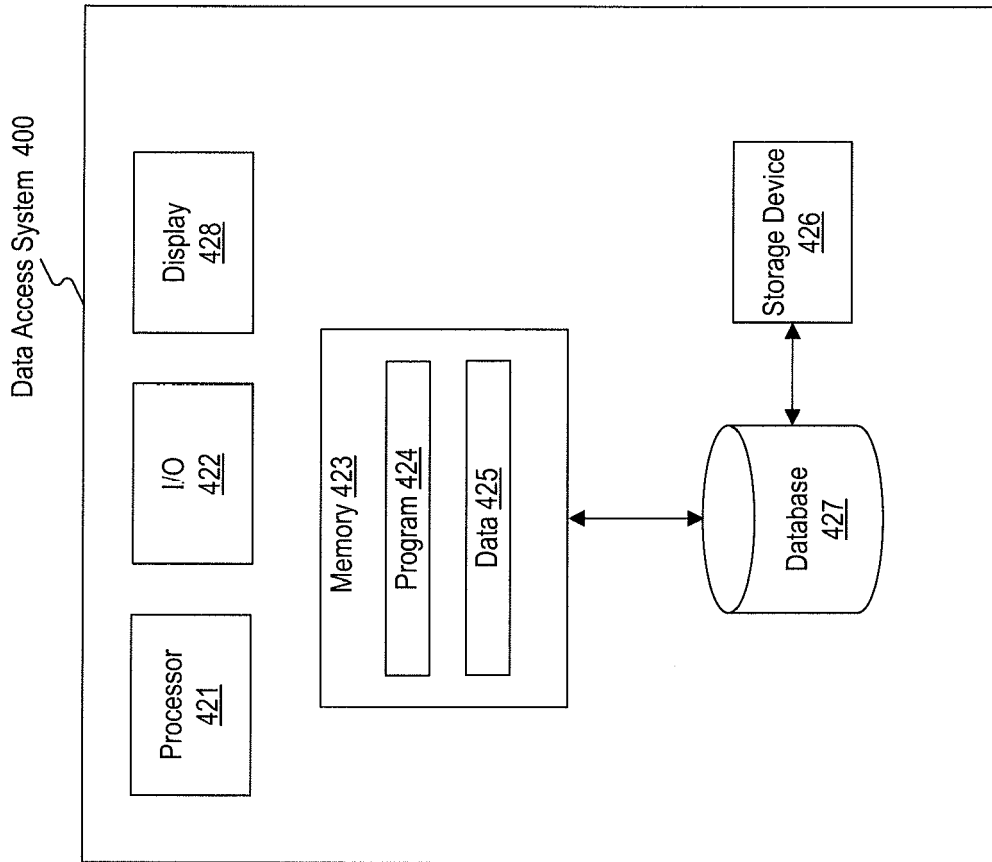 Data Access System 400
Processor
421
I/O
422
Display
428
Memory 423
Program 424
Data 425
Database
427
Storage Device
426